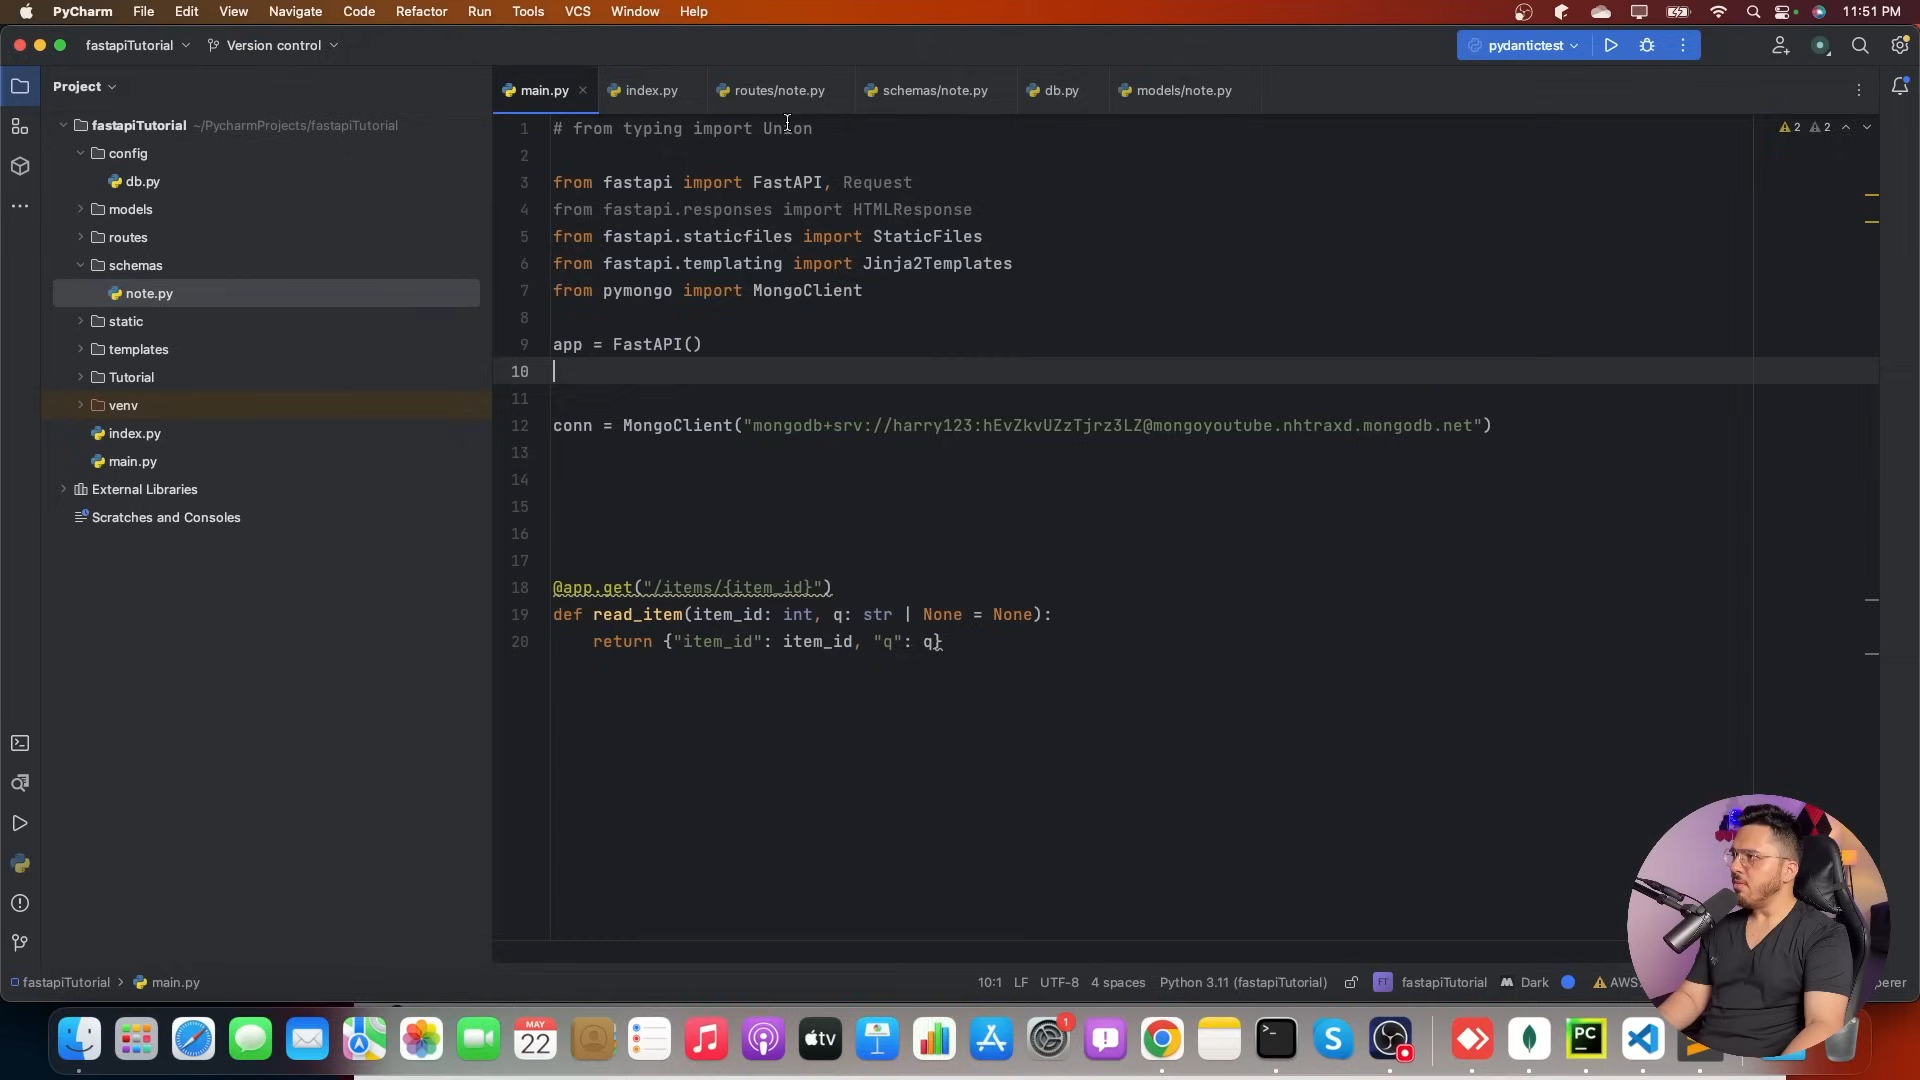 PyCharm File Edit View Navigate Code Refactor Run Tools VCS Window Help 11:51 PM
fastapiTutorial Version control pydantictest
Project main.py index.py routes/note.py schemas/note.py db.py models/note.py
fastapiTutorial ~/PycharmProjects/fastapiTutorial
config
db.py
models
routes
schemas
note.py
static
templates
Tutorial
venv
index.py
main.py
External Libraries
Scratches and Consoles
2 2
1 # from typing import Union
2
3 from fastapi import FastAPI, Request
4 from fastapi.responses import HTMLResponse
5 from fastapi.staticfiles import StaticFiles
6 from fastapi.templating import Jinja2Templates
7 from pymongo import MongoClient
8
9 app = FastAPI()
10
11
12 conn = MongoClient("mongodb+srv://harry123:hEvZkvUZzTjrz3LZ@mongoyoutube.nhtraxd.mongodb.net")
13
14
15
16
17
18 @app.get("/items/{item_id}")
19 def read_item(item_id: int, q: str | None = None):
20 return {"item_id": item_id, "q": q}
fastapiTutorial > main.py 10:1 LF UTF-8 4 spaces Python 3.11 (fastapiTutorial) FT fastapiTutorial Dark AWS:
MAY
22
tv
1
S
PC